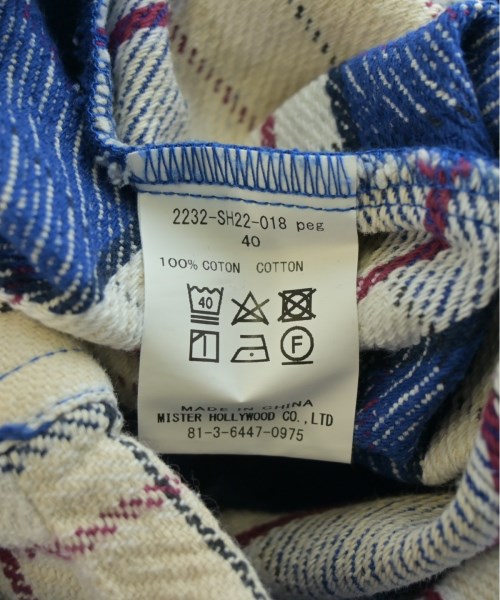 2232-SH22-018 peg
40
100% COTON COTTON
40
F
MADE IN CHINA
MISTER HOLLYWOOD CO.,LTD
81-3-6447-0975